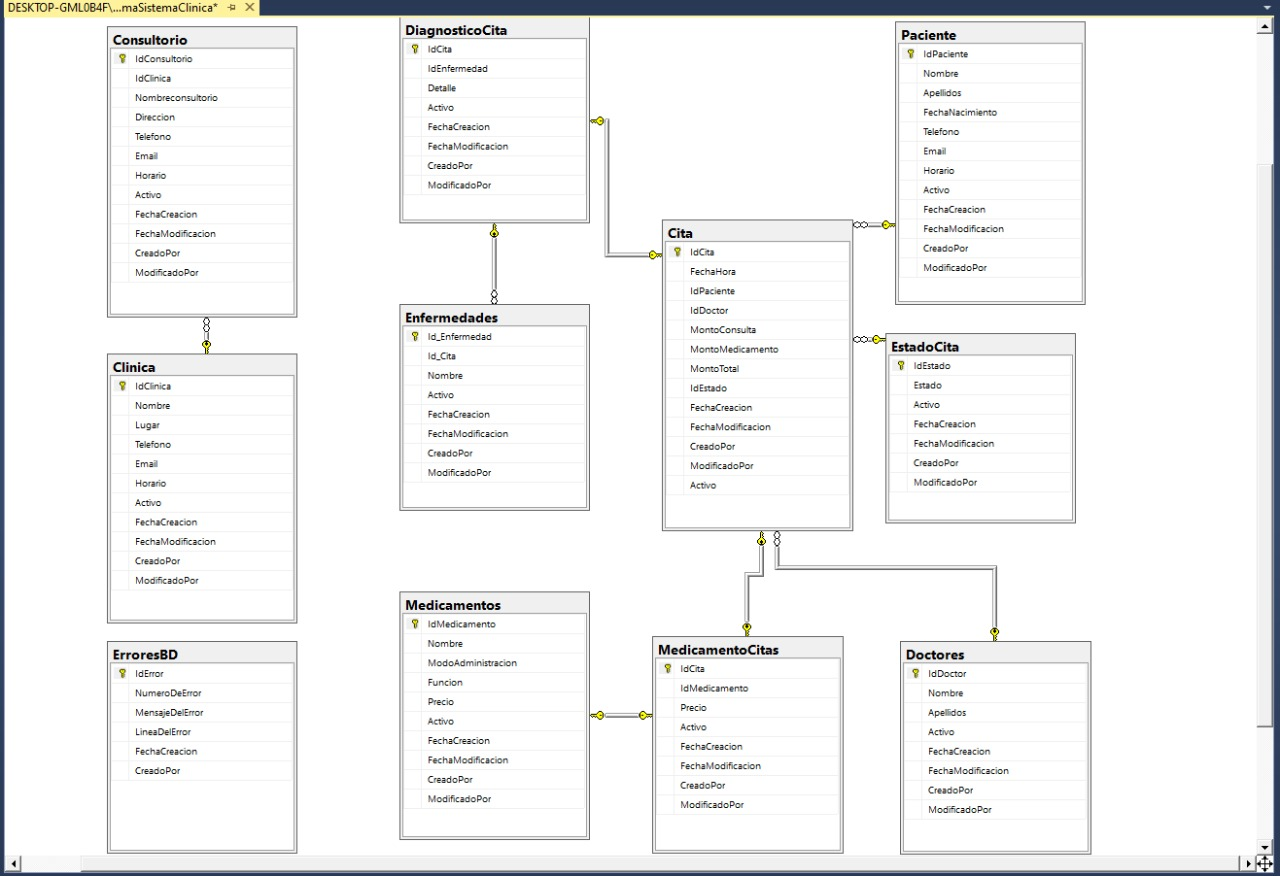 DESKTOP-GML0B4F\...maSistemaClinica*
Consultorio
IdConsultorio
IdClinica
Nombreconsultorio
Direccion
Telefono
Email
Horario
Activo
FechaCreacion
FechaModificacion
CreadoPor
ModificadoPor
Clinica
IdClinica
Nombre
Lugar
Telefono
Email
Horario
Activo
FechaCreacion
FechaModificacion
CreadoPor
ModificadoPor
ErroresBD
IdError
NumeroDeError
MensajeDelError
LineaDelError
FechaCreacion
CreadoPor
DiagnosticoCita
IdCita
IdEnfermedad
Detalle
Activo
FechaCreacion
FechaModificacion
CreadoPor
ModificadoPor
Enfermedades
Id_Enfermedad
Id_Cita
Nombre
Activo
FechaCreacion
FechaModificacion
CreadoPor
ModificadoPor
Medicamentos
IdMedicamento
Nombre
ModoAdministracion
Funcion
Precio
Activo
FechaCreacion
FechaModificacion
CreadoPor
ModificadoPor
Cita
IdCita
FechaHora
IdPaciente
IdDoctor
MontoConsulta
MontoMedicamento
MontoTotal
IdEstado
FechaCreacion
FechaModificacion
CreadoPor
ModificadoPor
Activo
MedicamentoCitas
IdCita
IdMedicamento
Precio
Activo
FechaCreacion
FechaModificacion
CreadoPor
ModificadoPor
Paciente
IdPaciente
Nombre
Apellidos
FechaNacimiento
Telefono
Email
Horario
Activo
FechaCreacion
FechaModificacion
CreadoPor
ModificadoPor
EstadoCita
IdEstado
Estado
Activo
FechaCreacion
FechaModificacion
CreadoPor
ModificadoPor
Doctores
IdDoctor
Nombre
Apellidos
Activo
FechaCreacion
FechaModificacion
CreadoPor
ModificadoPor